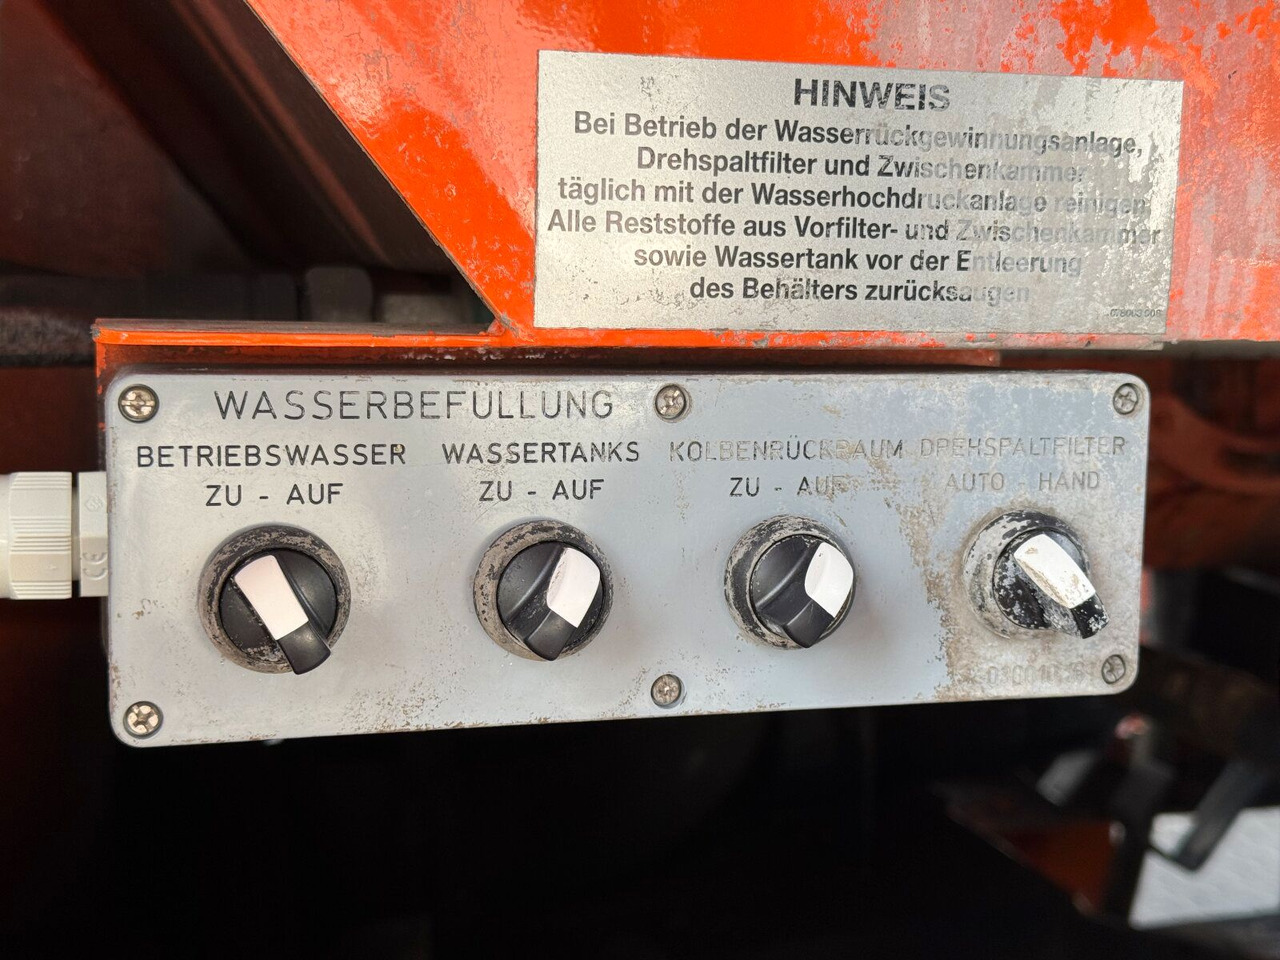 HINWEIS
Bei Betrieb der Wasserrückgewinnungsanlage,
Drehspaltfilter und Zwischenkammer
täglich mit der Wasserhochdruckanlage reinigen
Alle Reststoffe aus Vorfilter- und Zwischenkammer
sowie Wassertank vor der Entleerung
des Behälters zurücksaugen
WASSERBEFÜLLUNG
BETRIEBSWASSER WASSERTANKS KOLBENRÜCKRAUM DREHSPALTFILTER
ZU - AUF ZU - AUF ZU - AUF AUTO - HAND